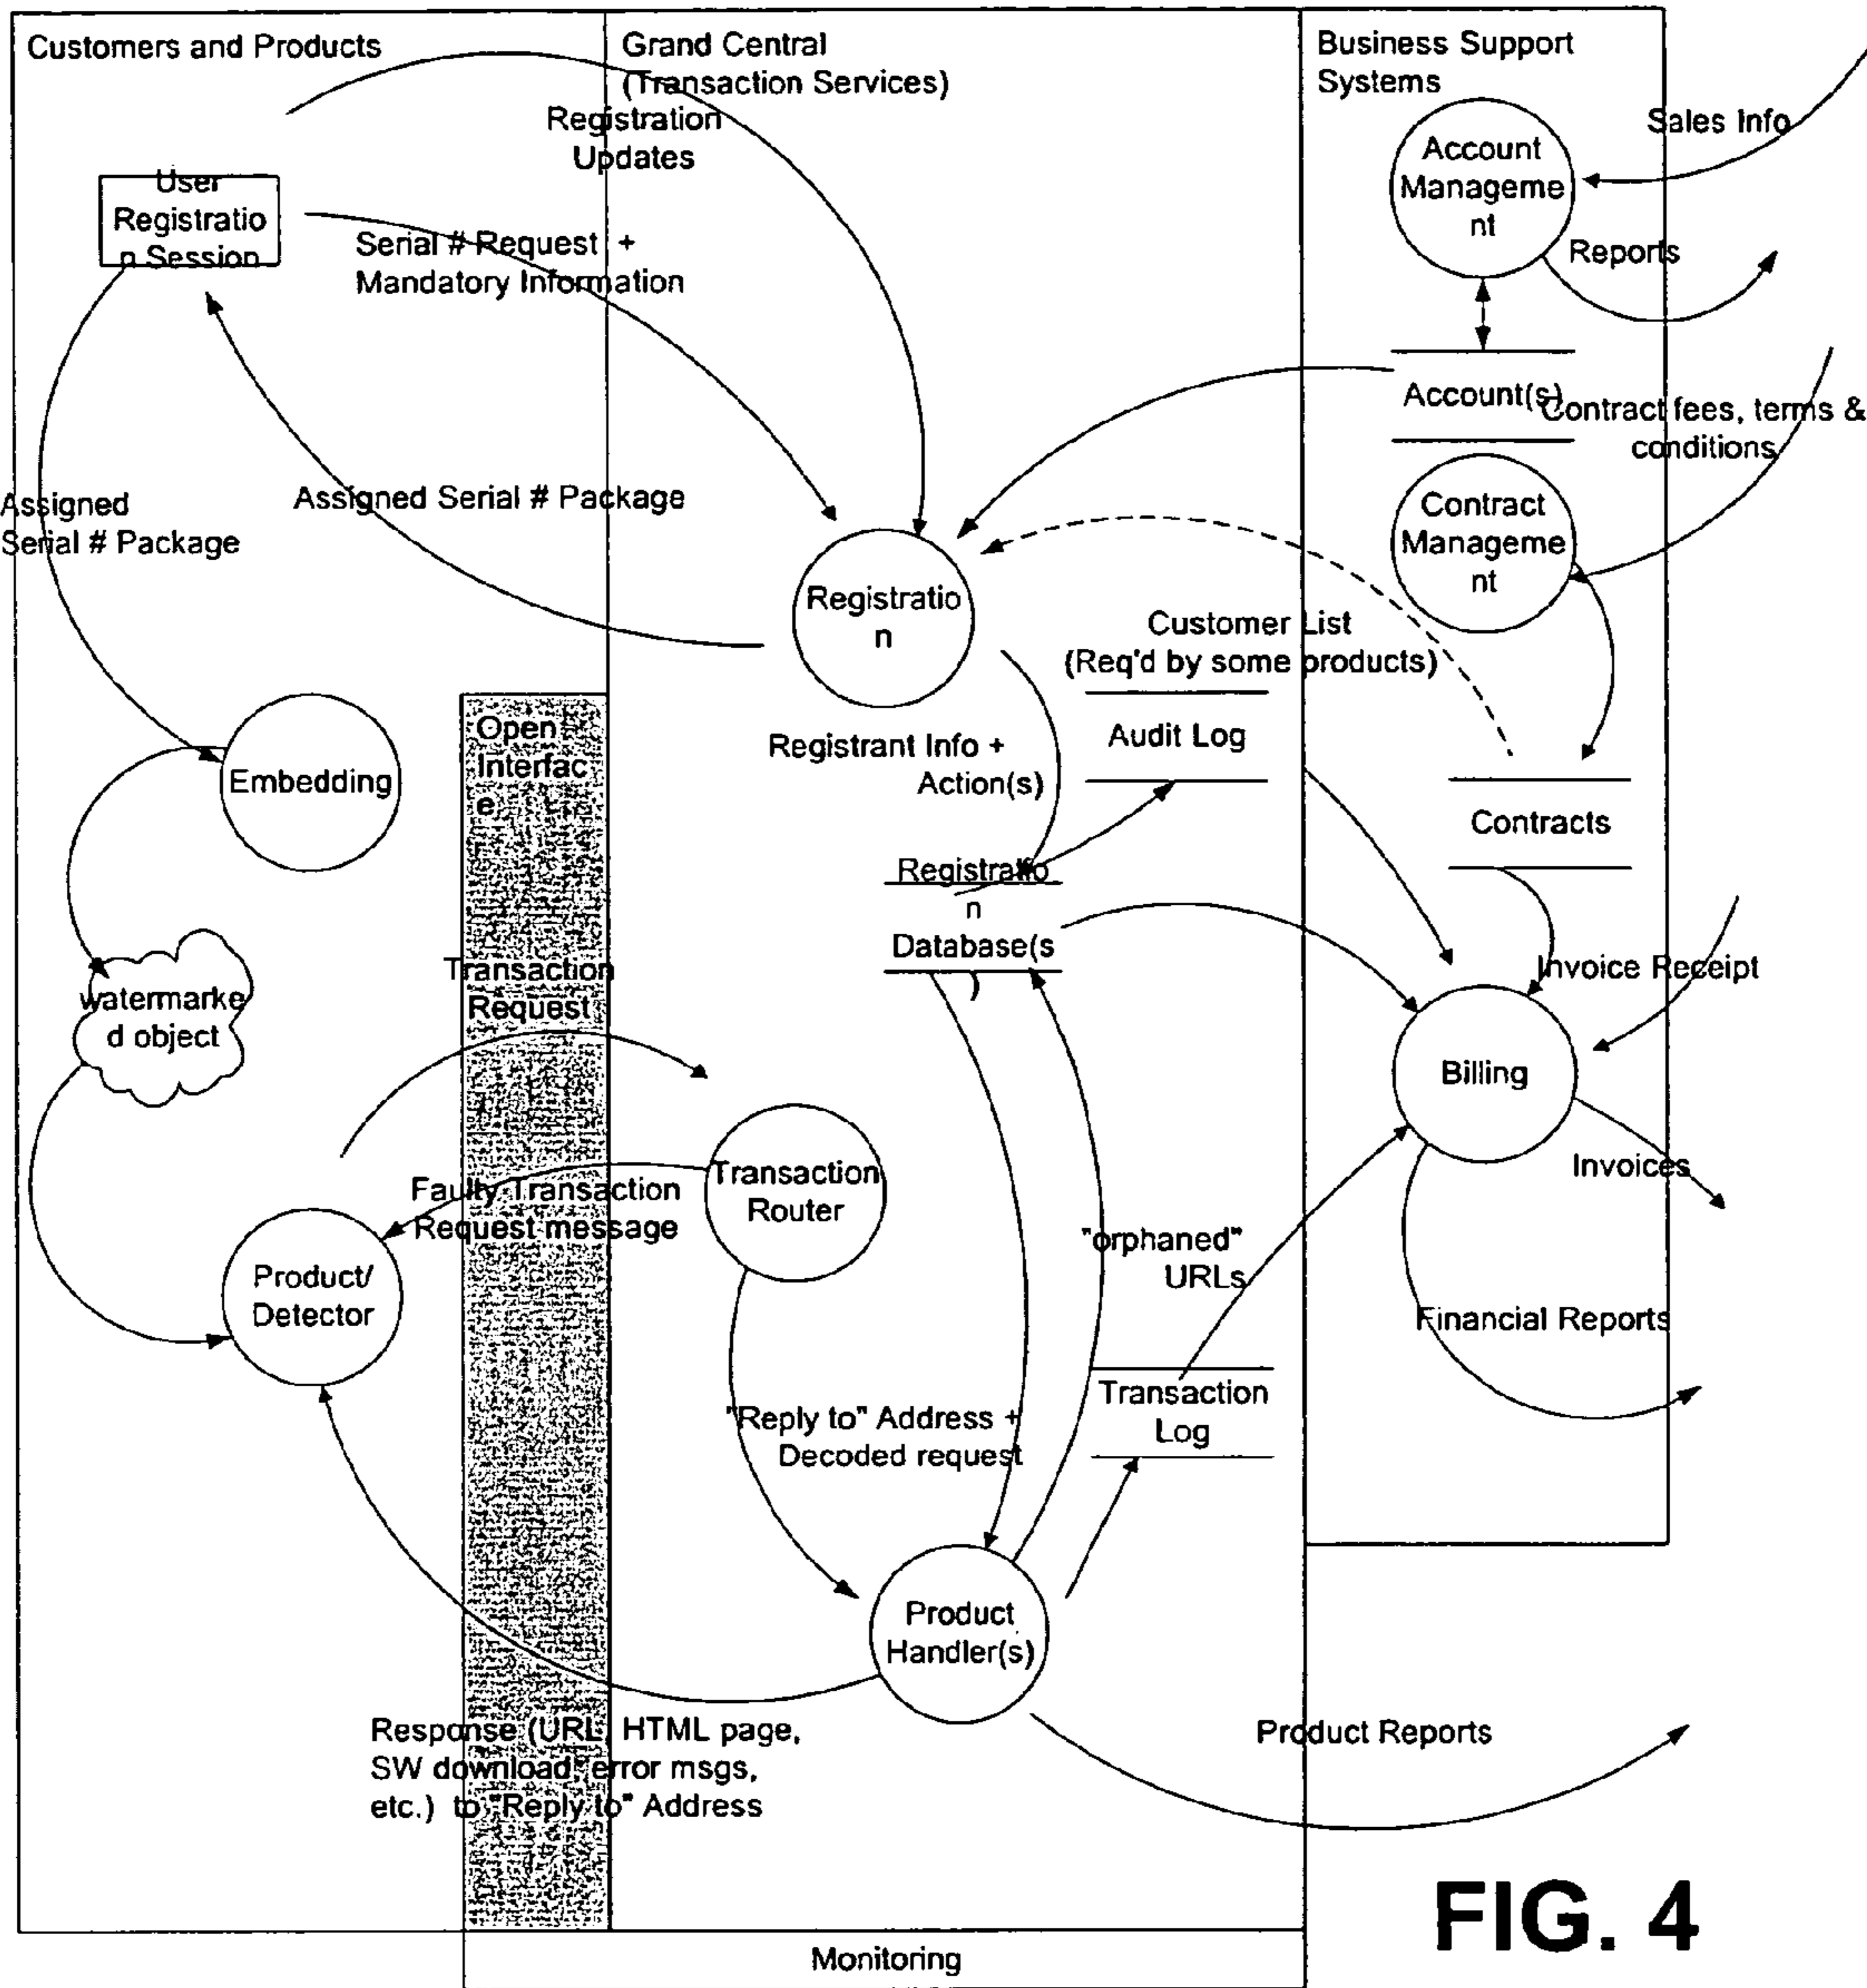 Customers and Products
Grand Central
(Transaction Services)
Business Support
Systems
Registration
Updates
User
Registratio
n Session
Serial # Request +
Mandatory Information
Account
Manageme
nt
Sales Info
Reports
Account(s)
Contract fees, terms &
conditions
Assigned
Serial # Package
Assigned Serial # Package
Contract
Manageme
nt
Registratio
n
Customer List
(Req'd by some products)
Audit Log
Open
Interfac
e
Registrant Info +
Action(s)
Embedding
Contracts
Registratio
n
Database(s
)
Transaction
Request
watermarke
d object
Invoice Receipt
Billing
Invoices
Transaction
Router
Faulty Transaction
Request message
Product/
Detector
"orphaned"
URLs
Financial Reports
"Reply to" Address +
Decoded request
Transaction
Log
Product
Handler(s)
Response (URL, HTML page,
SW download, error msgs,
etc.) to "Reply to" Address
Product Reports
FIG. 4
Monitoring